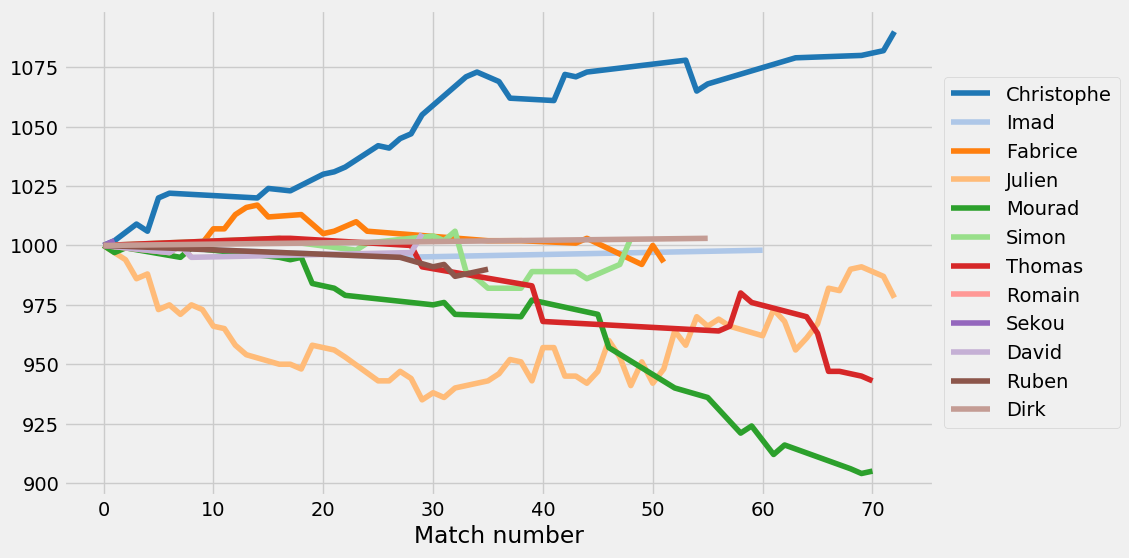 1075
1050
1025
1000
975
950
925
900
0 10 20 30 40 50 60 70
Match number
Christophe
Imad
Fabrice
Julien
Mourad
Simon
Thomas
Romain
Sekou
David
Ruben
Dirk